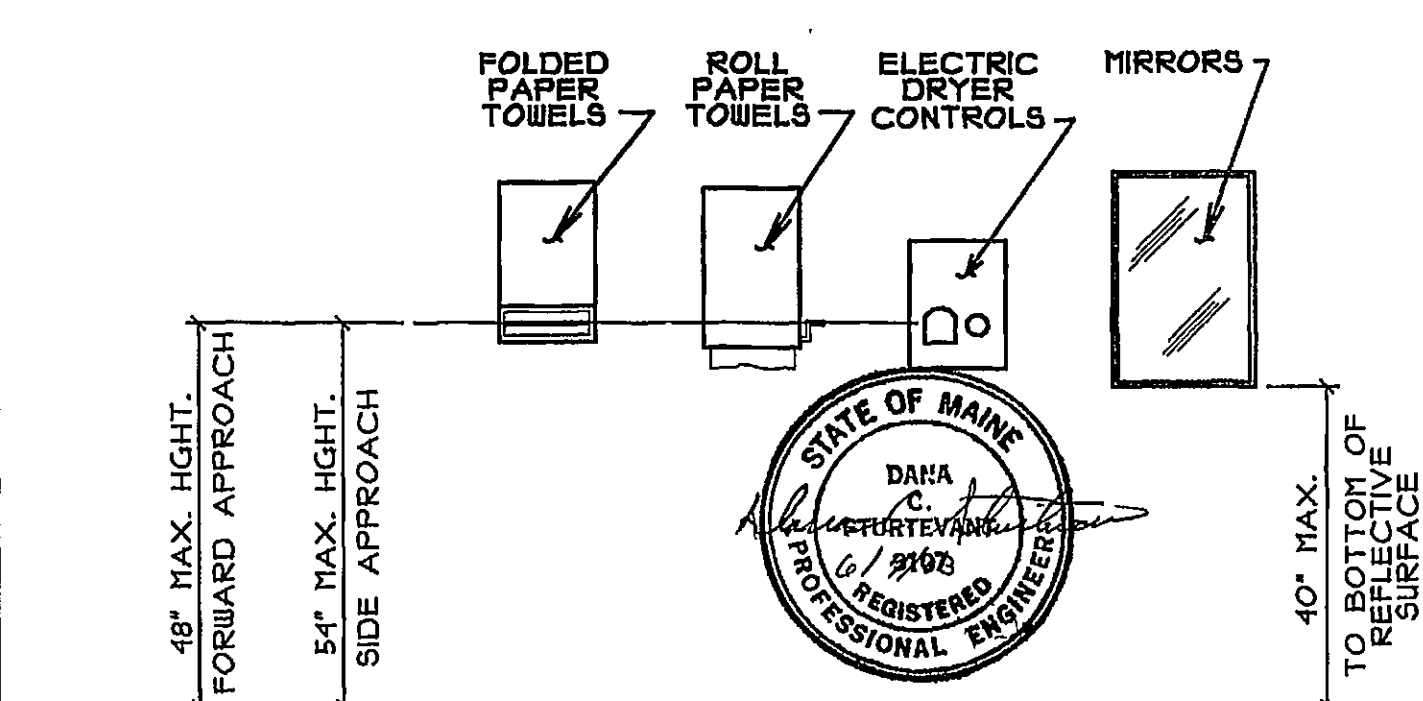 FOLDED
PAPER
TOWELS
ROLL
PAPER
TOWELS
ELECTRIC
DRYER
CONTROLS
MIRRORS
48" MAX. HGHT.
FORWARD APPROACH
54" MAX. HGHT.
SIDE APPROACH
40" MAX.
TO BOTTOM OF
REFLECTIVE
SURFACE
STATE OF MAINE
DANA
C.
STURTEVANT
REGISTERED
PROFESSIONAL ENGINEER